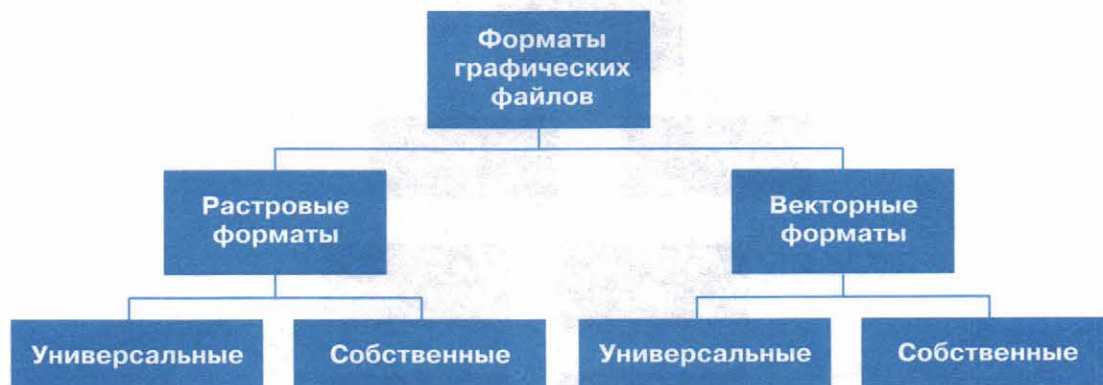 Форматы
графических
файлов
Растровые
форматы
Векторные
форматы
Универсальные
Собственные
Универсальные
Собственные